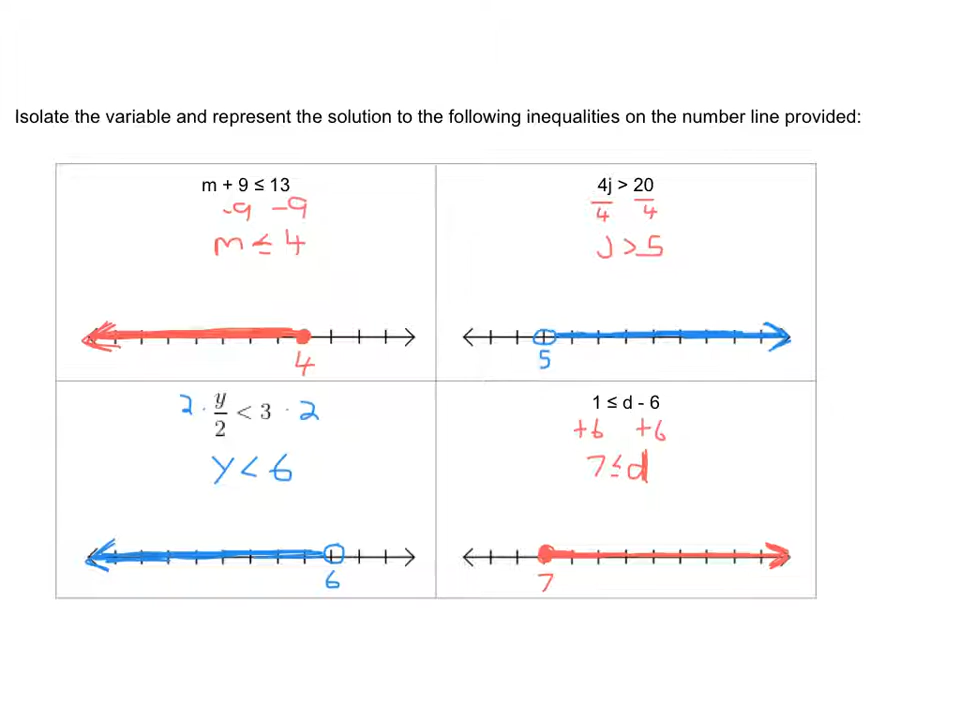 Isolate the variable and represent the solution to the following inequalities on the number line provided:
m + 9 ≤ 13
-9 -9
m ≤ 4
4
4j > 20
4 4
J > 5
5
2 · y/2 < 3 · 2
y < 6
6
1 ≤ d - 6
+6 +6
7 ≤ d
7